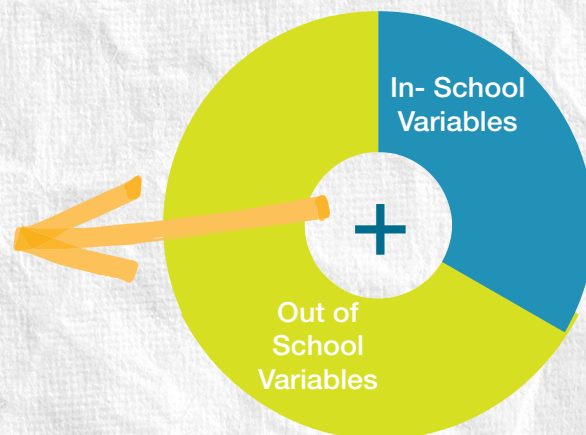 In- School
Variables
+
Out of
School
Variables